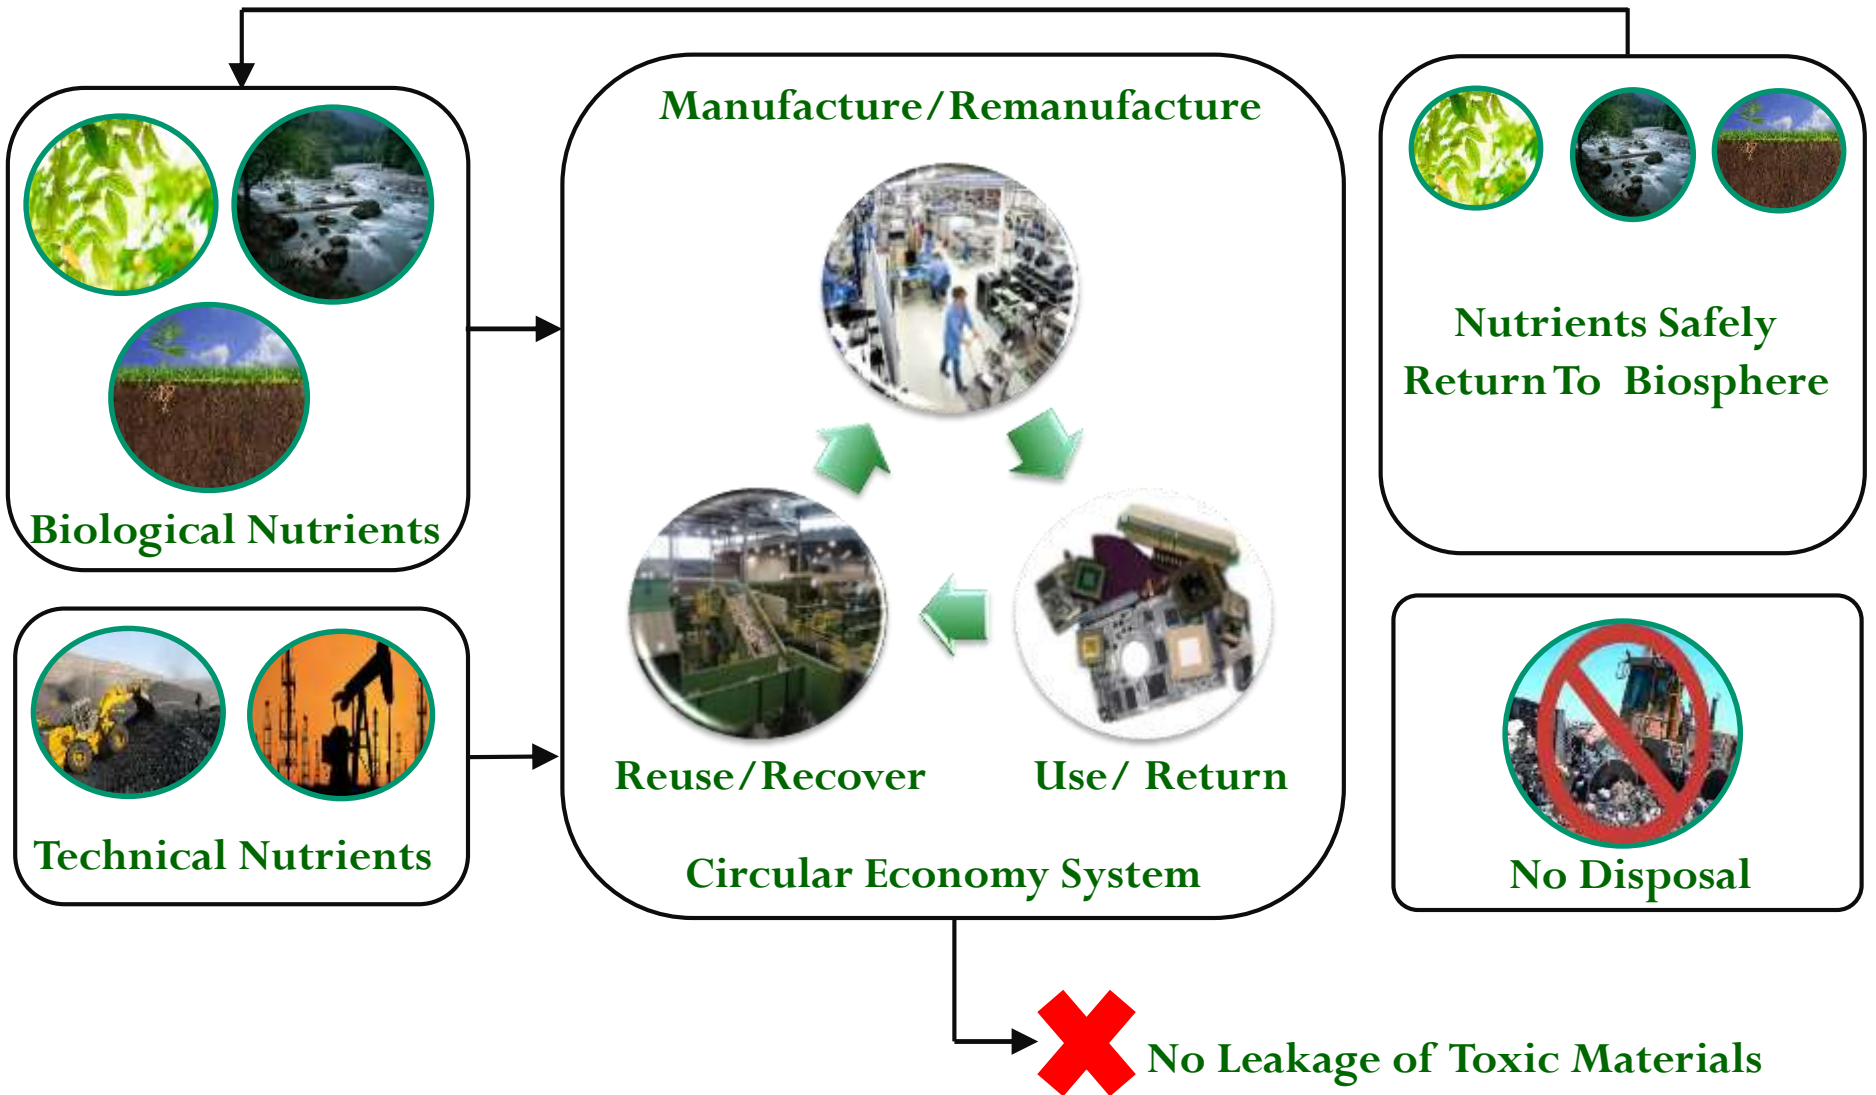 Manufacture/Remanufacture
Biological Nutrients
Nutrients Safely
Return To Biosphere
Technical Nutrients
Reuse/Recover
Use/ Return
Circular Economy System
No Disposal
No Leakage of Toxic Materials